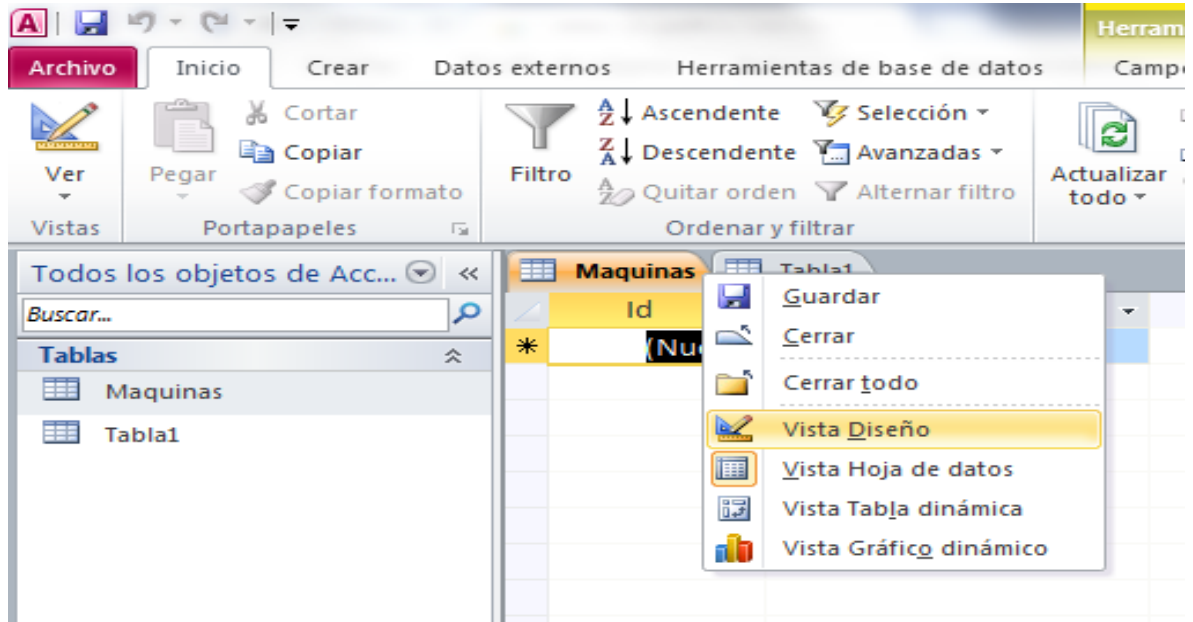 Herram
Archivo Inicio Crear Datos externos Herramientas de base de datos Camp
Cortar Ascendente Selección
Copiar Descendente Avanzadas
Ver Pegar Copiar formato Filtro Quitar orden Alternar filtro Actualizar todo
Vistas Portapapeles Ordenar y filtrar
Todos los objetos de Acc... « Maquinas Tabla1
Buscar... Id
Tablas (Nu
Maquinas
Tabla1
Guardar
Cerrar
Cerrar todo
Vista Diseño
Vista Hoja de datos
Vista Tabla dinámica
Vista Gráfico dinámico